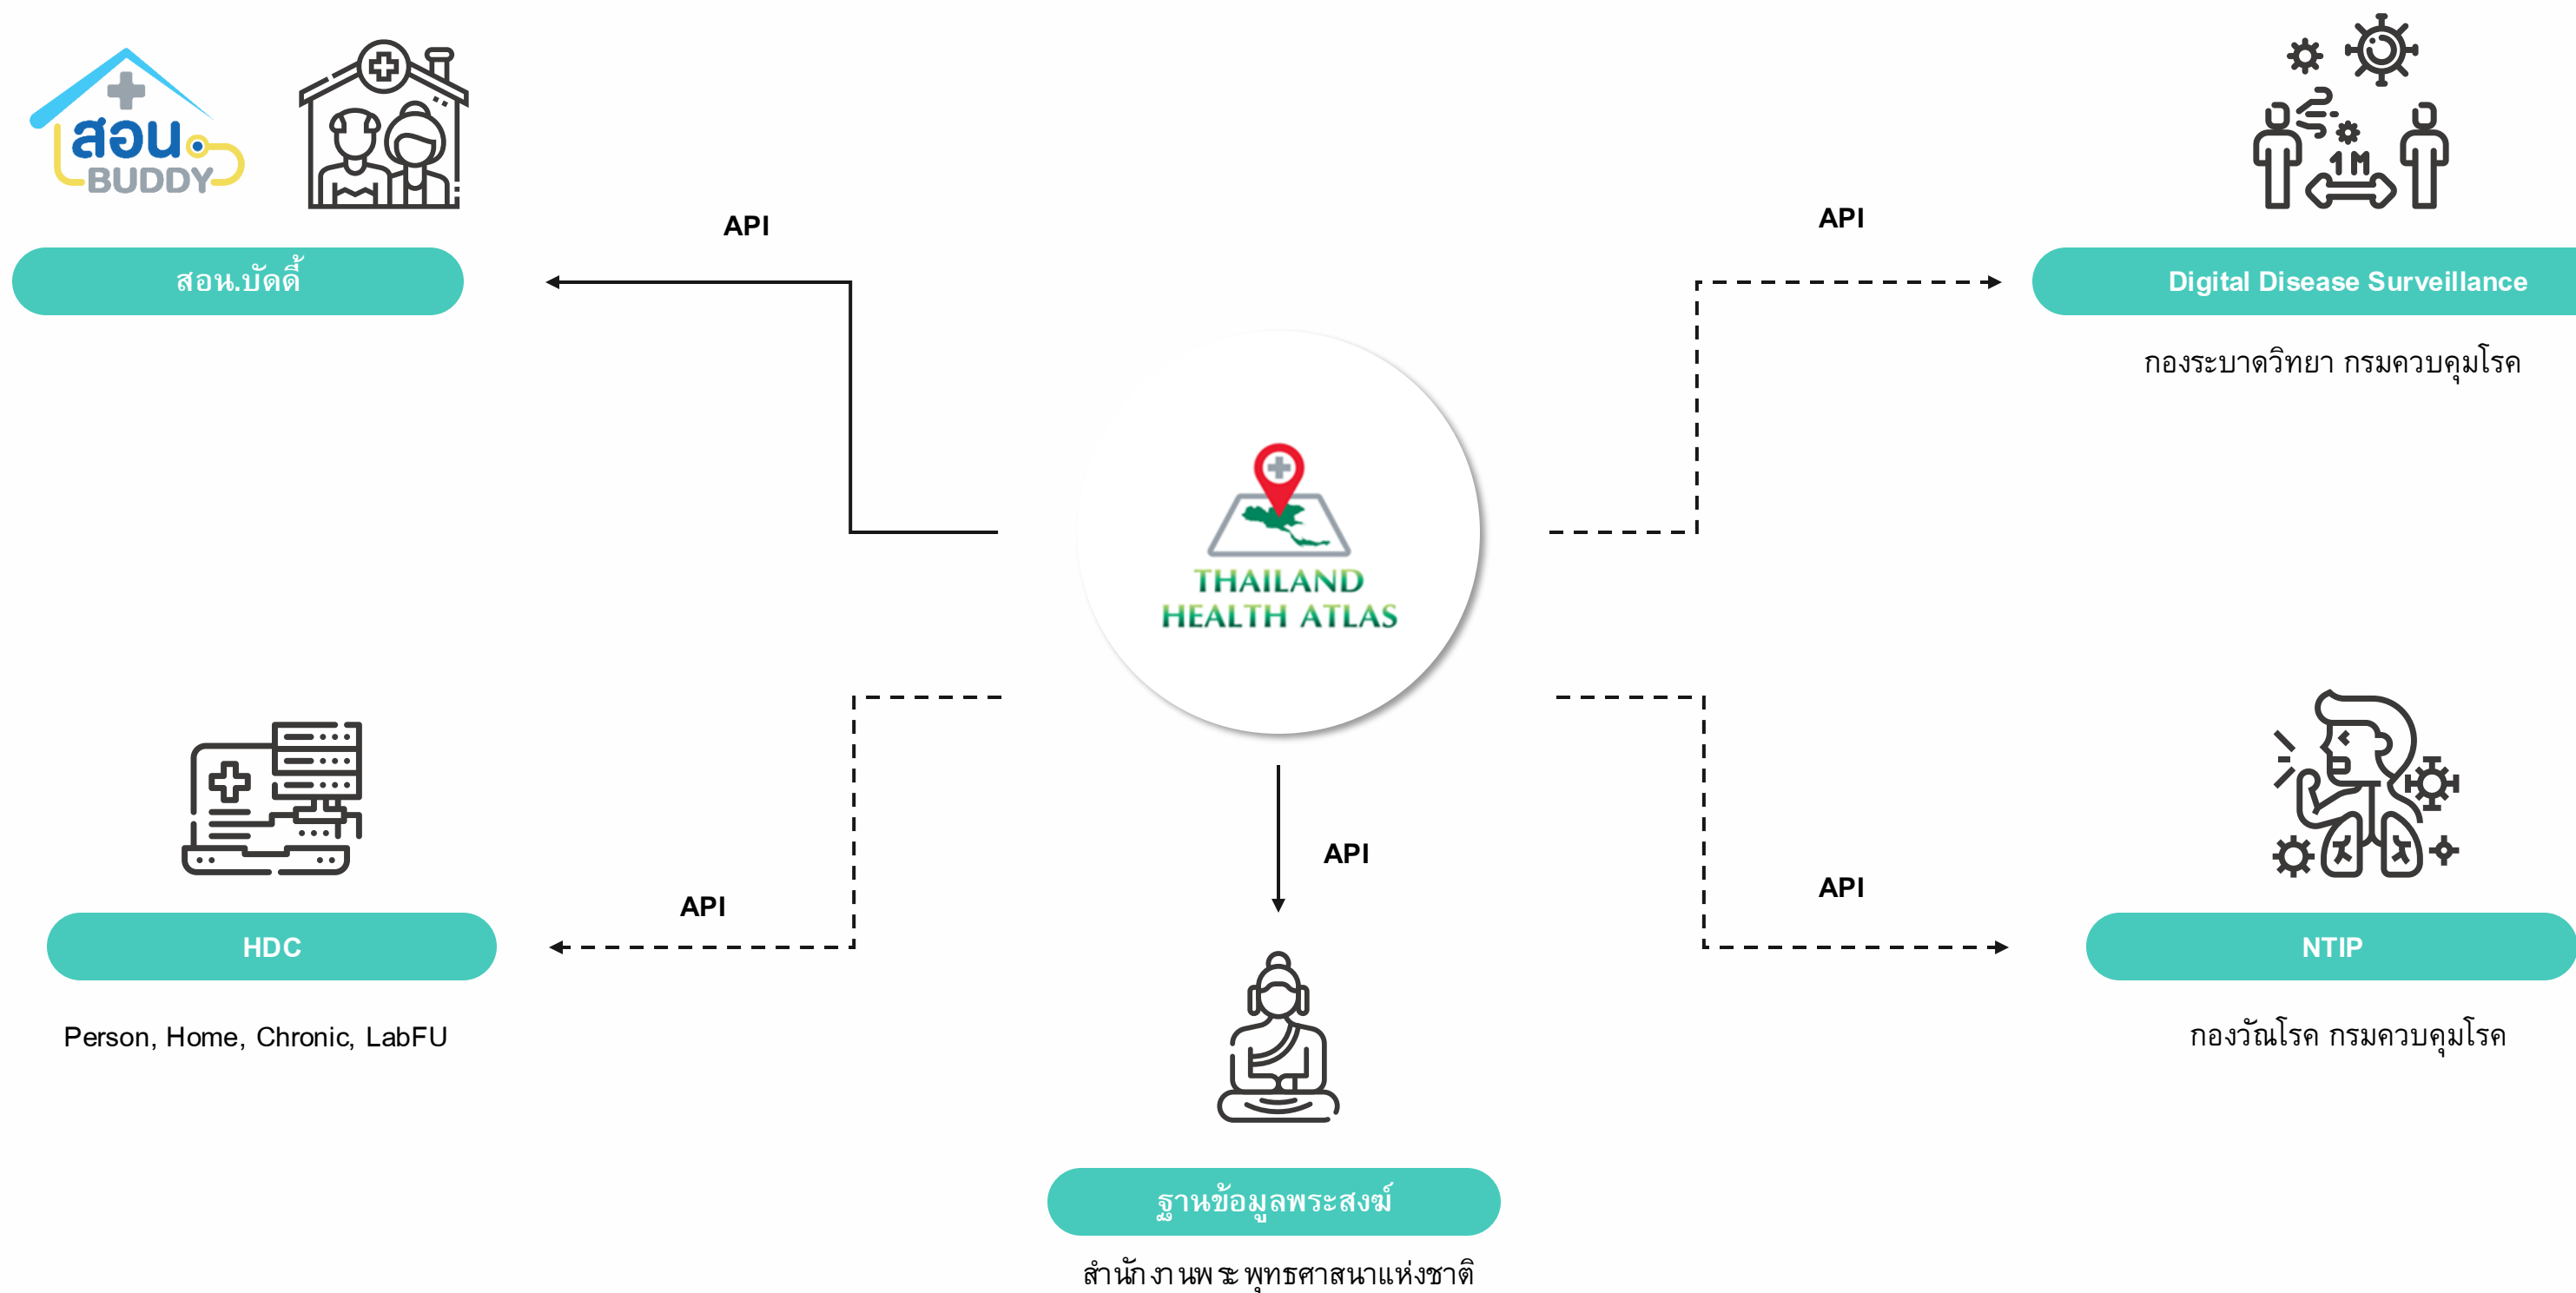 สอน.
BUDDY
1M
API
API
สอน.บัดดี้
Digital Disease Surveillance
กองระบาดวิทยา กรมควบคุมโรค
THAILAND
HEALTH ATLAS
API
API
API
HDC
NTIP
Person, Home, Chronic, LabFU
กองวัณโรค กรมควบคุมโรค
ฐานข้อมูลพระสงฆ์
สำนักงานพระพุทธศาสนาแห่งชาติ